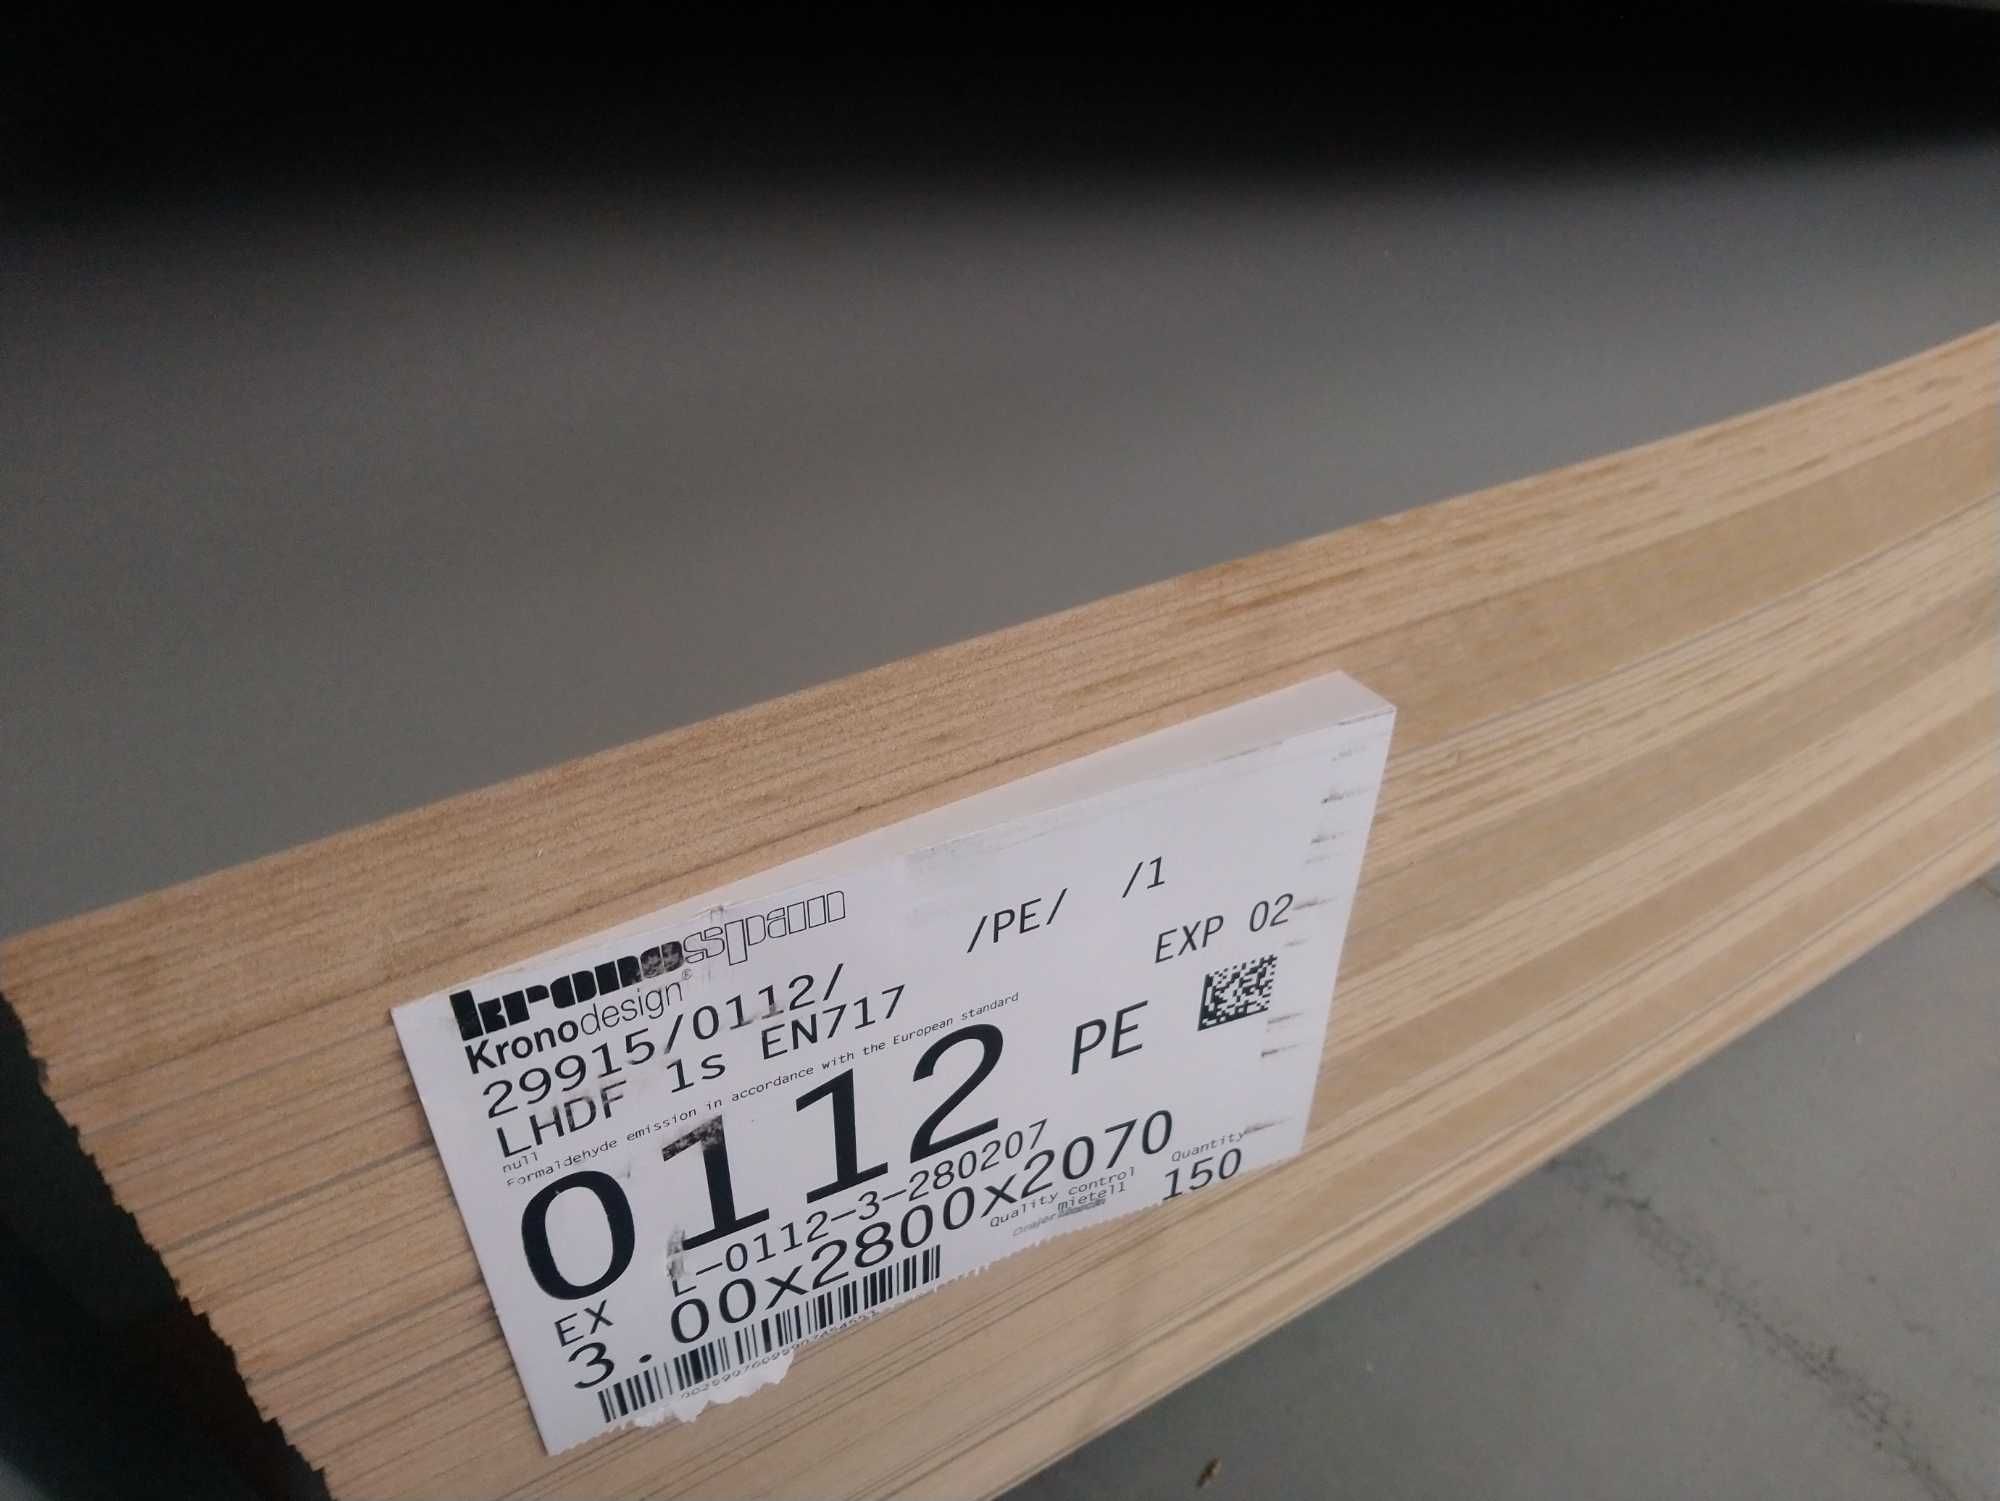 kronospan
Kronodesign®
29915/0112/ /PE/ /1
LHDF 1s EN717 EXP 02
null
Formaldehyde emission in accordance with the European standard
0112 PE
EX L-0112-3-280207
3.00x2800x2070
Quality control
Quantity
150